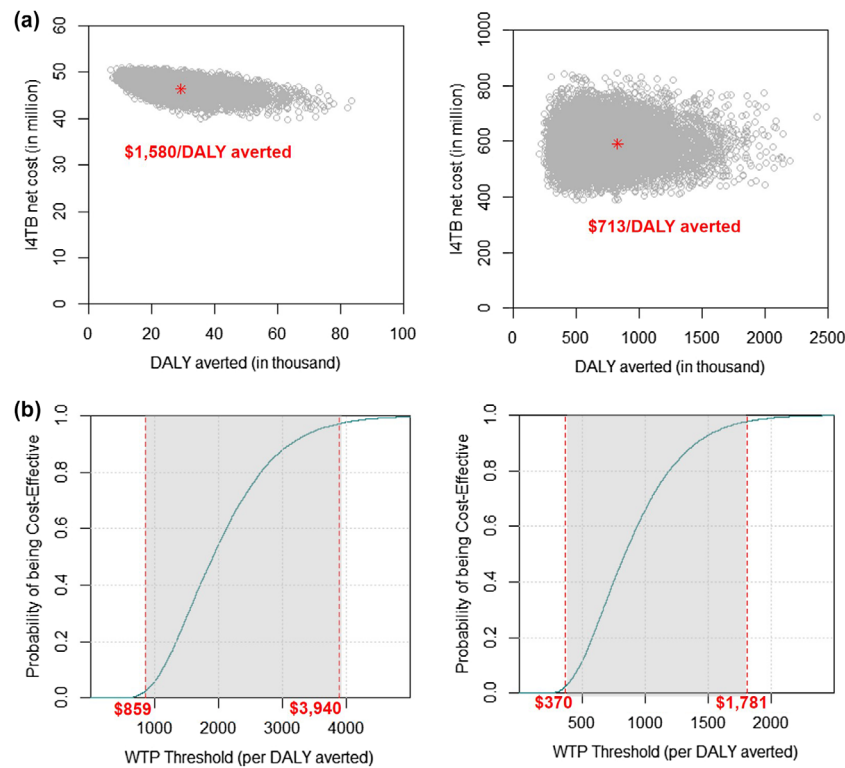 (a)
I4TB net cost (in million)
60
50
40
30
20
10
0
$1,580/DALY averted
0 20 40 60 80 100
DALY averted (in thousand)
I4TB net cost (in million)
1000
800
600
400
200
0
$713/DALY averted
0 500 1000 1500 2000 2500
DALY averted (in thousand)
(b)
Probability of being Cost-Effective
1.0
0.8
0.6
0.4
0.2
0.0
$859 $3,940
1000 2000 3000 4000
WTP Threshold (per DALY averted)
Probability of being Cost-Effective
1.0
0.8
0.6
0.4
0.2
0.0
$370 $1,781
500 1000 1500 2000
WTP Threshold (per DALY averted)